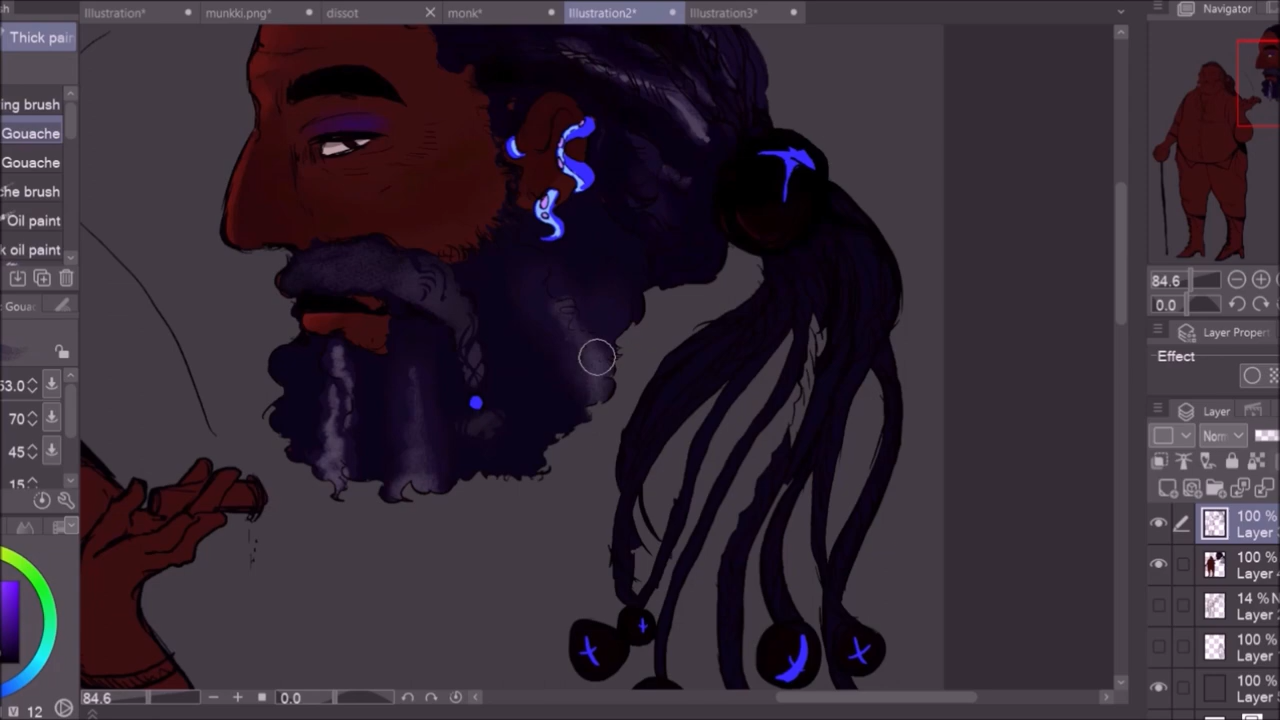 sh
Illustration*
munkki.png*
dissot
monk*
Illustration2*
Illustration3*
Navigator
Thick pain
ing brush
Gouache
Gouache
che brush
Oil paint
k oil paint
Gouac
53.0
70
45
15
12
84.6
0.0
84.6
0.0
Layer Propert
Effect
Layer
Norm
100 %
Layer
100 %
Layer
14 % N
Layer
100 %
Layer
100 %
Layer